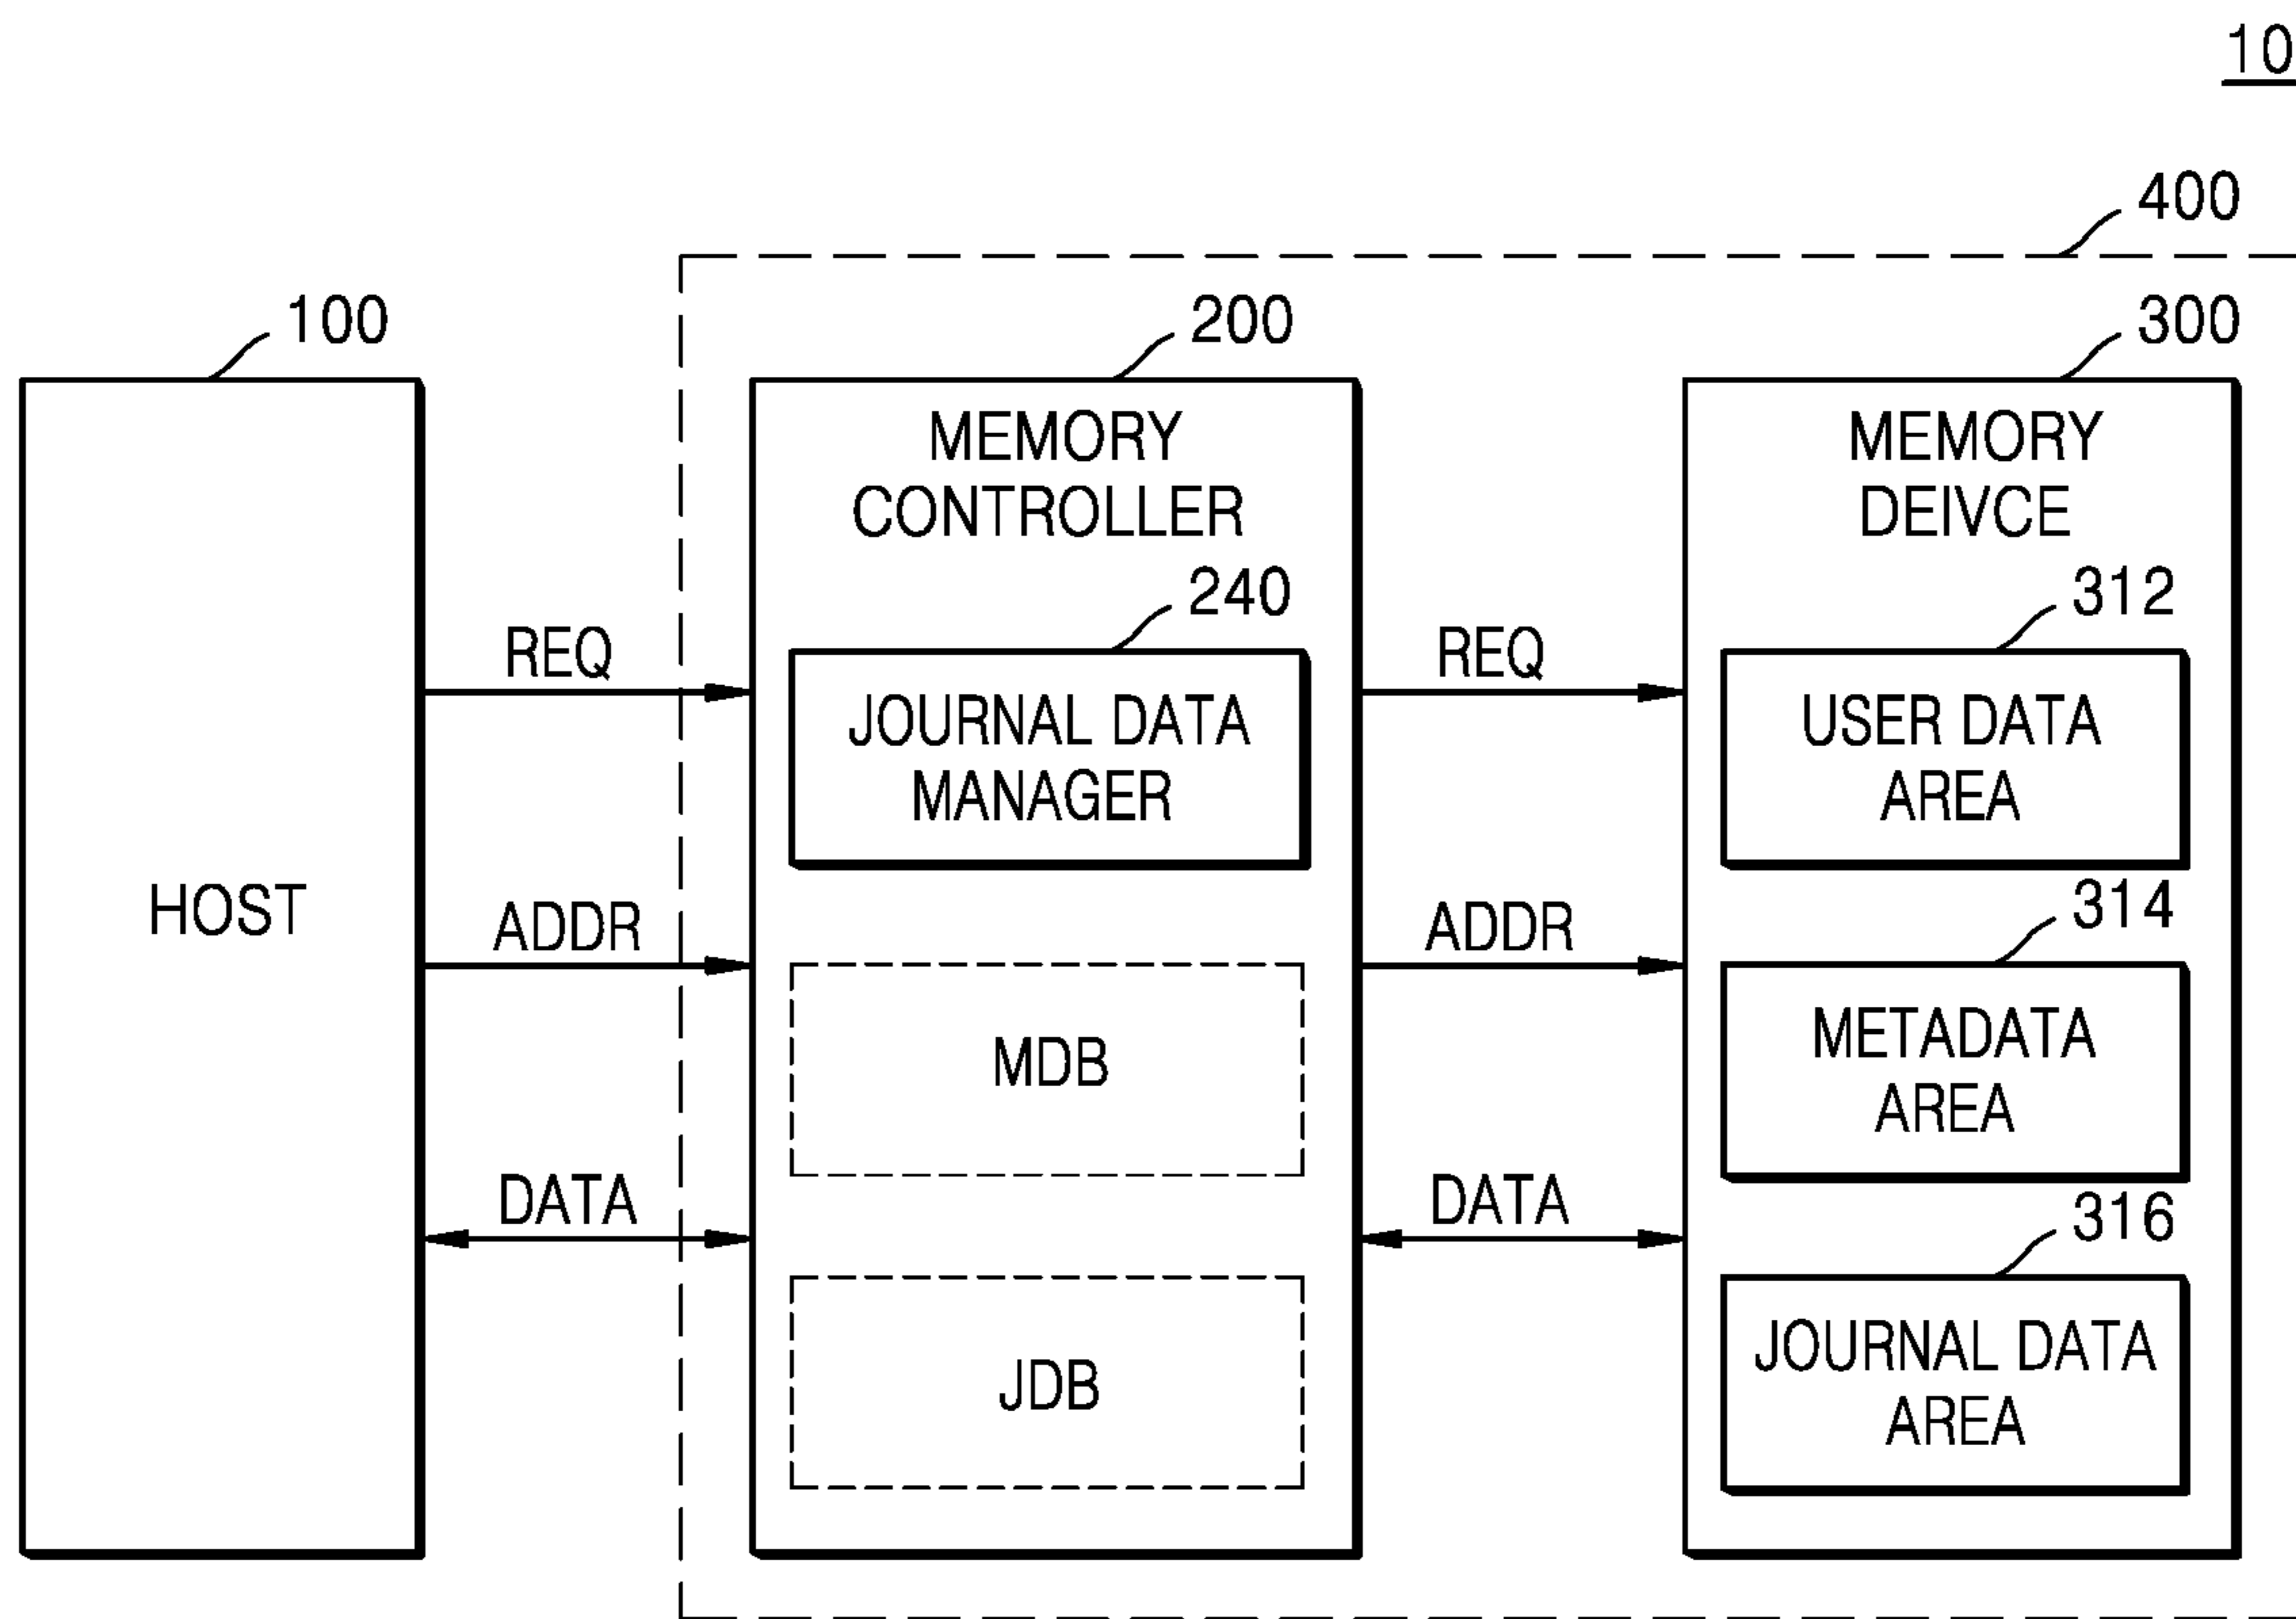 10
400
100
200
300
MEMORY
CONTROLLER
MEMORY
DEIVCE
240
312
REQ
REQ
JOURNAL DATA
MANAGER
USER DATA
AREA
HOST
314
ADDR
ADDR
MDB
METADATA
AREA
DATA
DATA
316
JDB
JOURNAL DATA
AREA